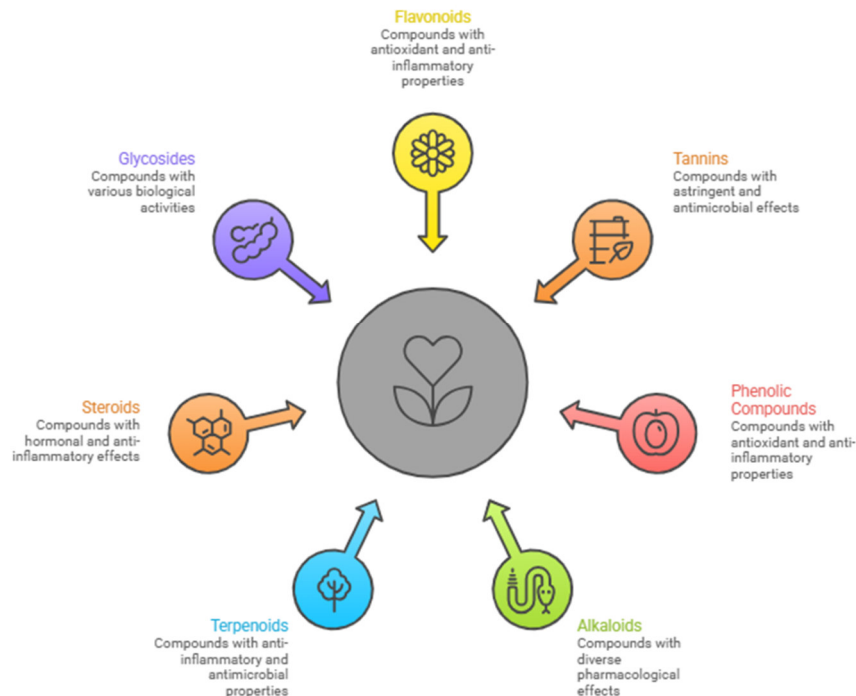 Flavonoids
Compounds with
antioxidant and anti-
inflammatory
properties
Glycosides
Compounds with
various biological
activities
Tannins
Compounds with
astringent and
antimicrobial effects
Steroids
Compounds with
hormonal and anti-
inflammatory effects
Phenolic
Compounds
Compounds with
antioxidant and anti-
inflammatory
properties
Terpenoids
Compounds with anti-
inflammatory and
antimicrobial
properties
Alkaloids
Compounds with
diverse
pharmacological
effects